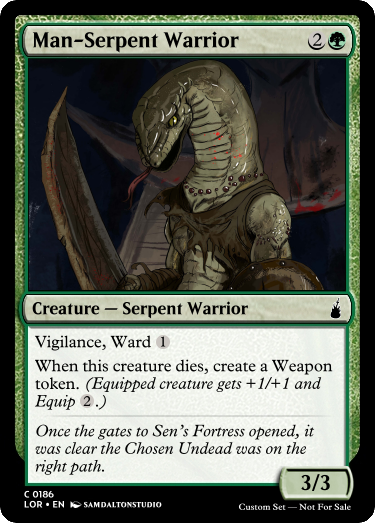 Man-Serpent Warrior 2
Creature — Serpent Warrior
Vigilance, Ward 1
When this creature dies, create a Weapon
token. (Equipped creature gets +1/+1 and
Equip 2.)
Once the gates to Sen's Fortress opened, it
was clear the Chosen Undead was on the
right path.
3/3
C 0186
LOR • EN SAMDALTONSTUDIO
Custom Set — Not For Sale